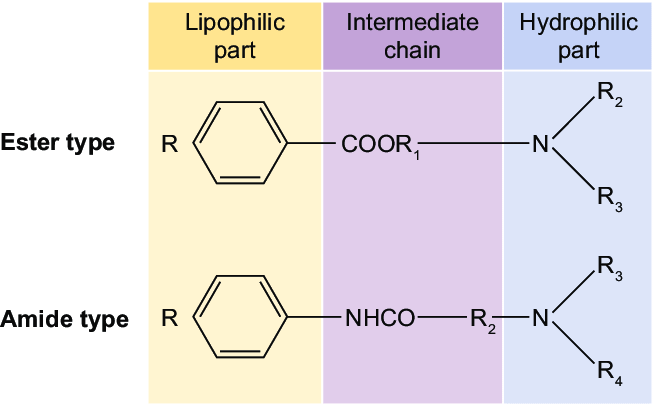 Lipophilic part
Intermediate chain
Hydrophilic part
Ester type
R
COOR1
N
R2
R3
Amide type
R
NHCO
R2
N
R3
R4